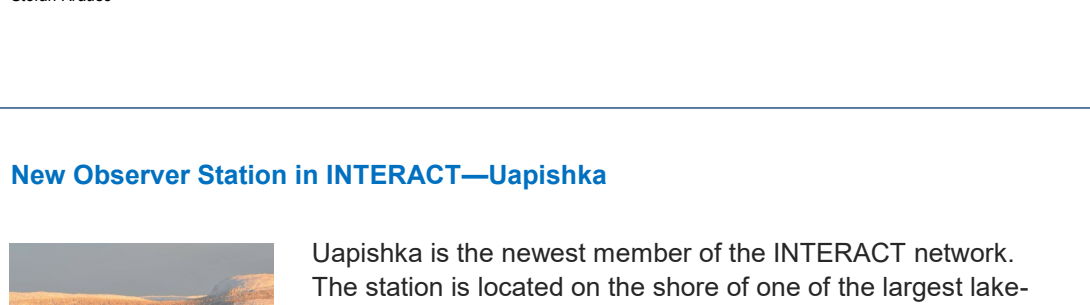 New Observer Station in INTERACT—Uapishka
Uapishka is the newest member of the INTERACT network.
The station is located on the shore of one of the largest lake-